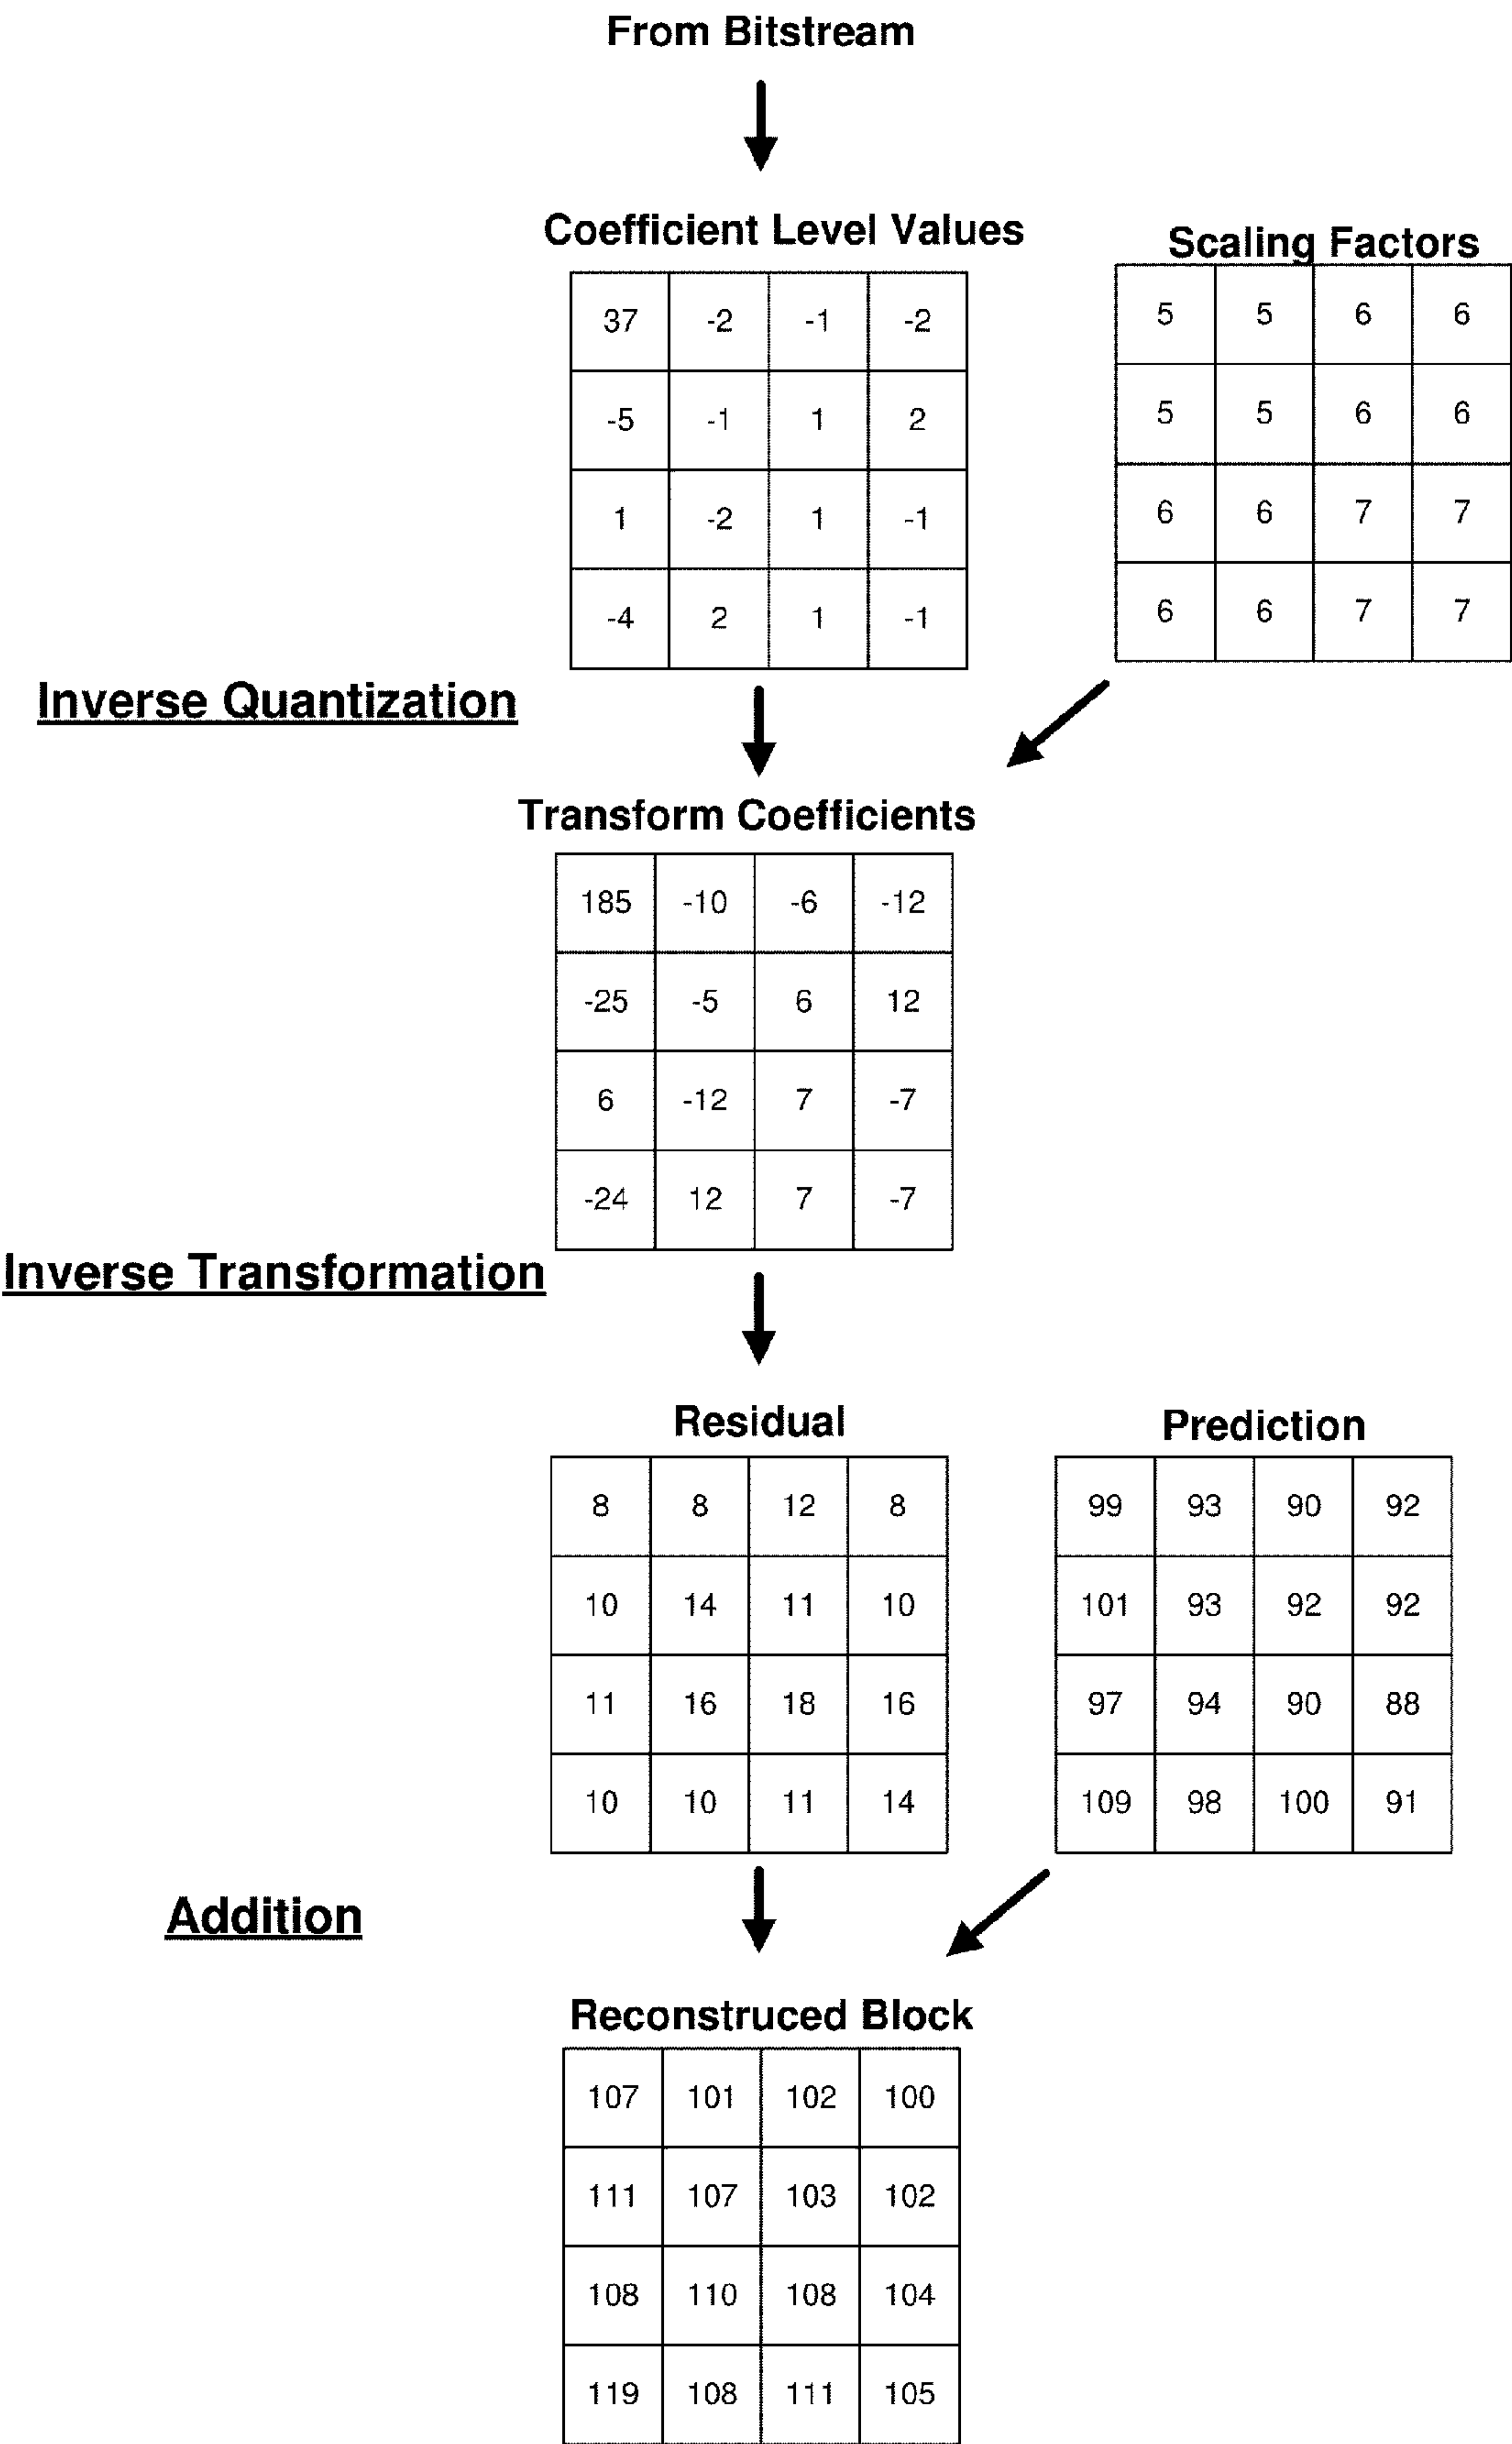 From Bitstream
Coefficient Level Values
Scaling Factors
37 -2 -1 -2
-5 -1 1 2
1 -2 1 -1
-4 2 1 -1
5 5 6 6
5 5 6 6
6 6 7 7
6 6 7 7
Inverse Quantization
Transform Coefficients
185 -10 -6 -12
-25 -5 6 12
6 -12 7 -7
-24 12 7 -7
Inverse Transformation
Residual
Prediction
8 8 12 8
10 14 11 10
11 16 18 16
10 10 11 14
99 93 90 92
101 93 92 92
97 94 90 88
109 98 100 91
Addition
Reconstruced Block
107 101 102 100
111 107 103 102
108 110 108 104
119 108 111 105